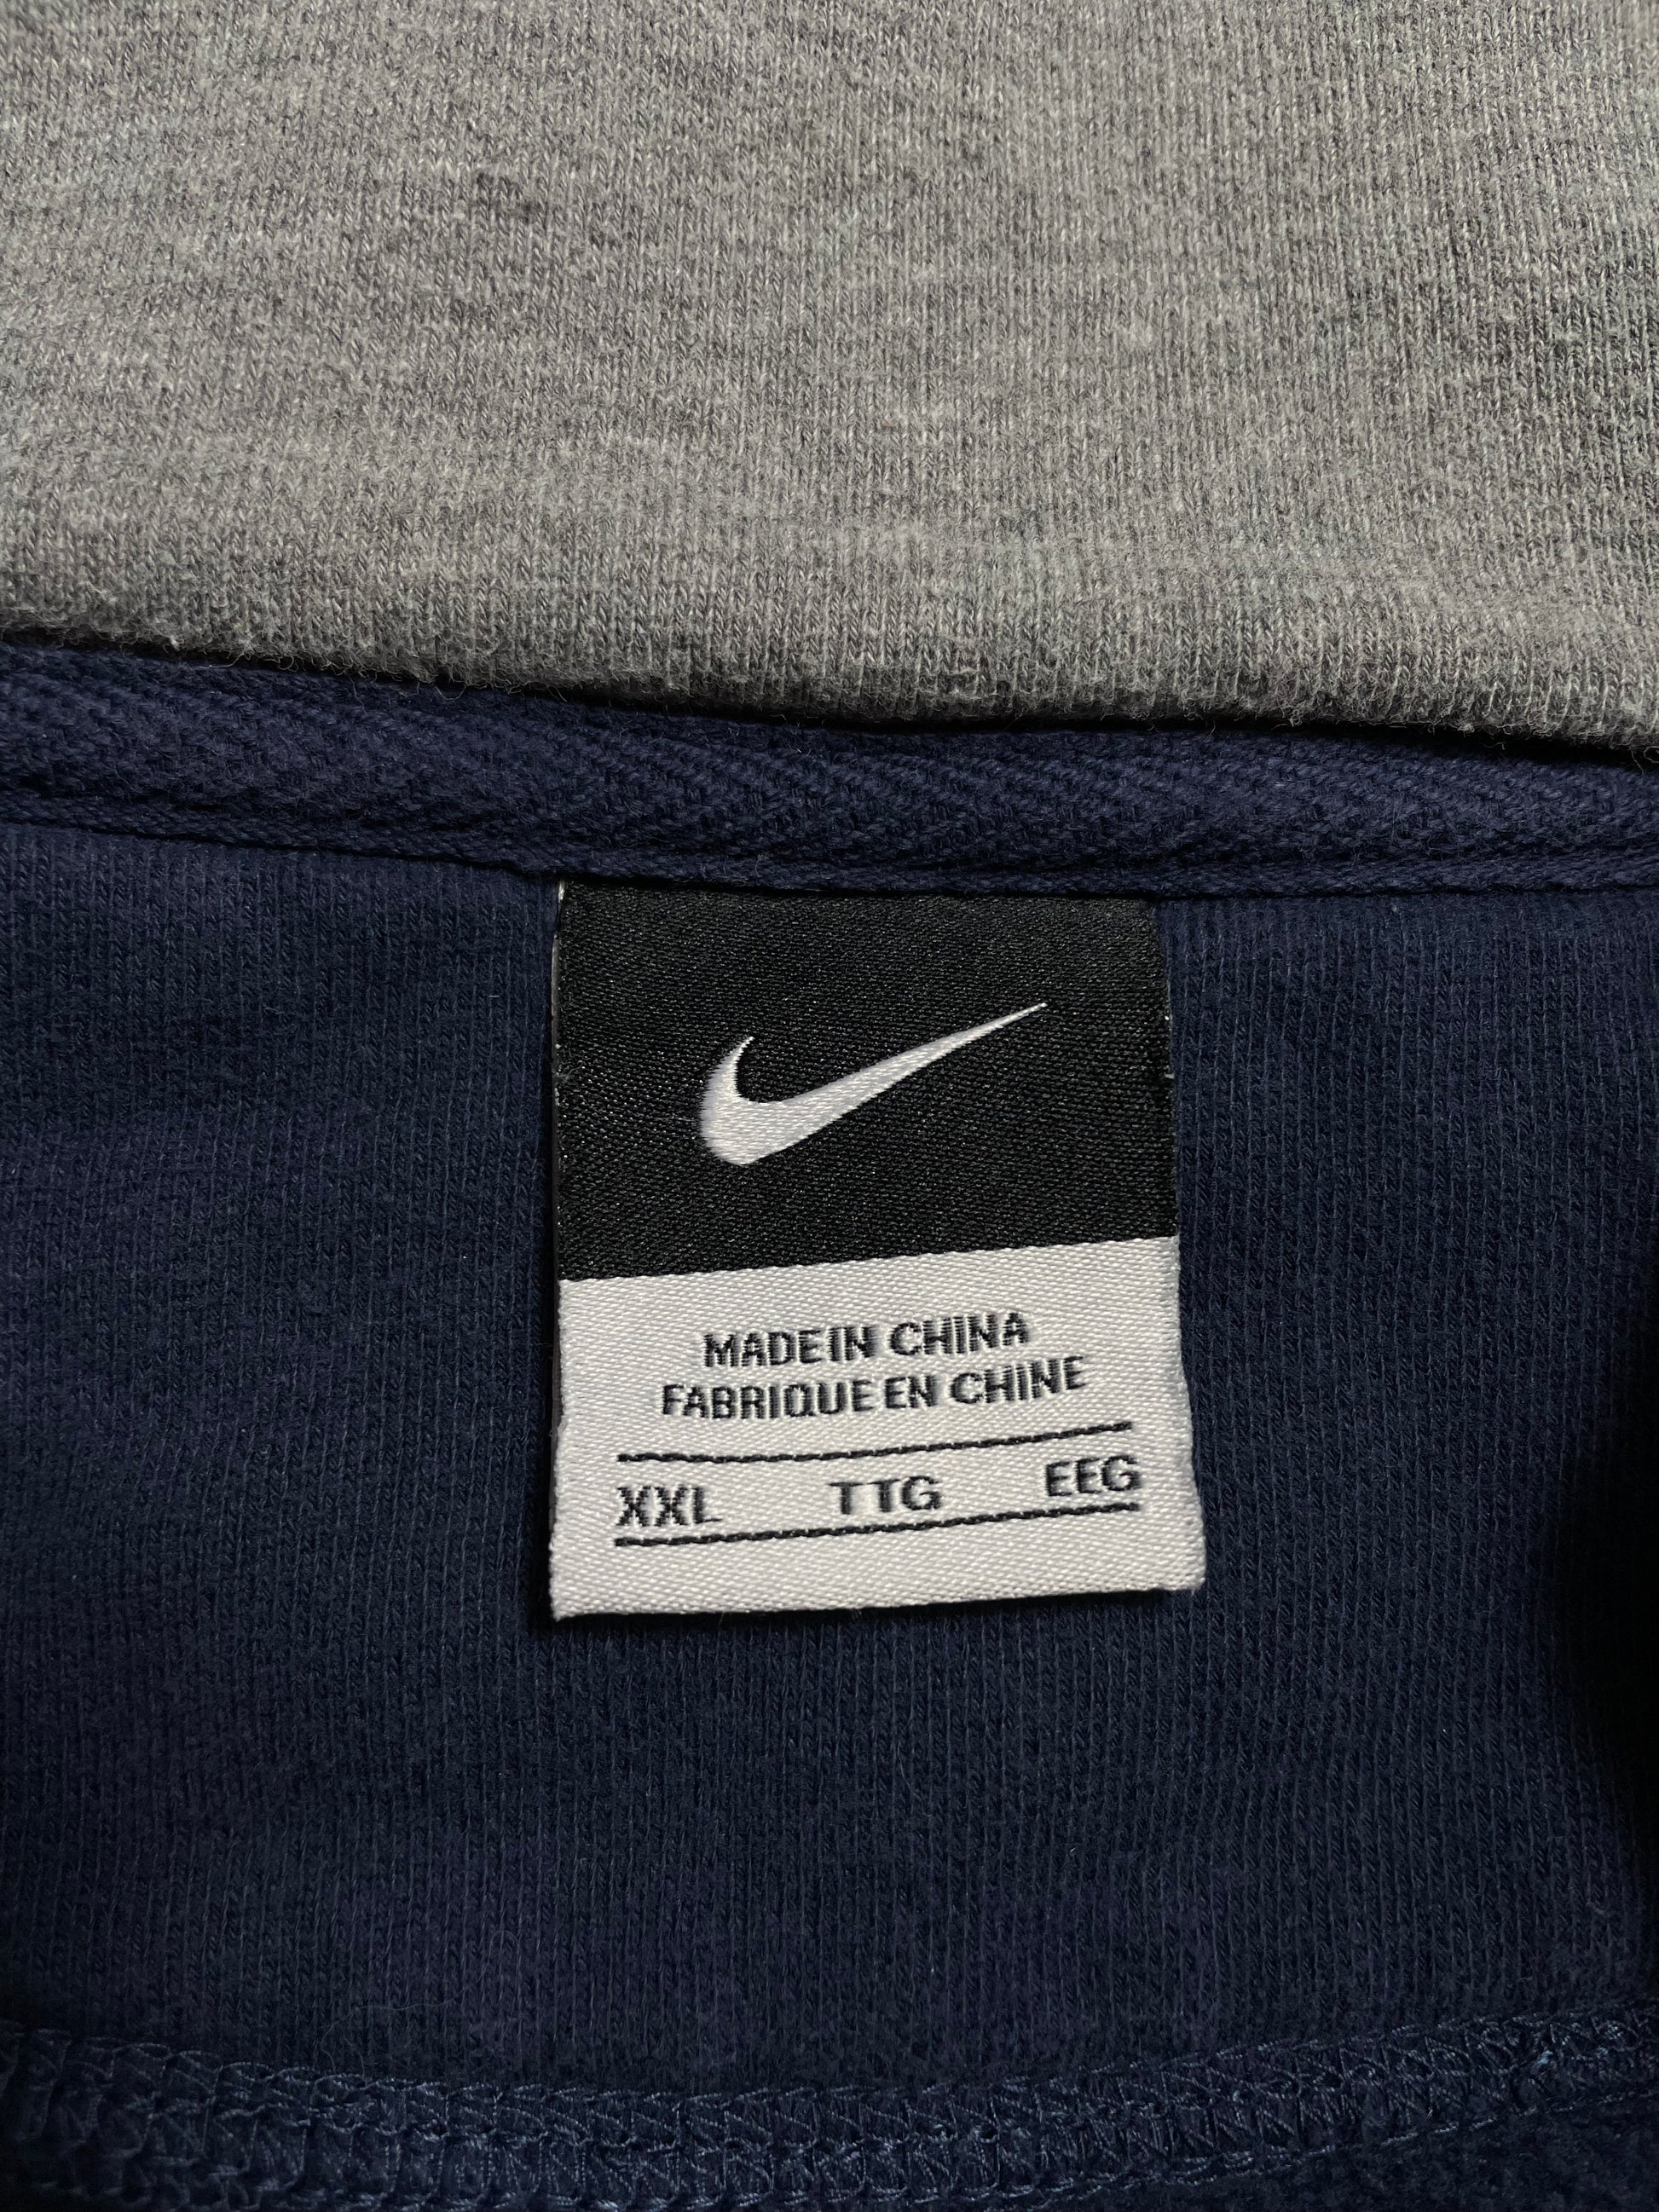 MADE IN CHINA
FABRIQUE EN CHINE
XXL TTG EEG